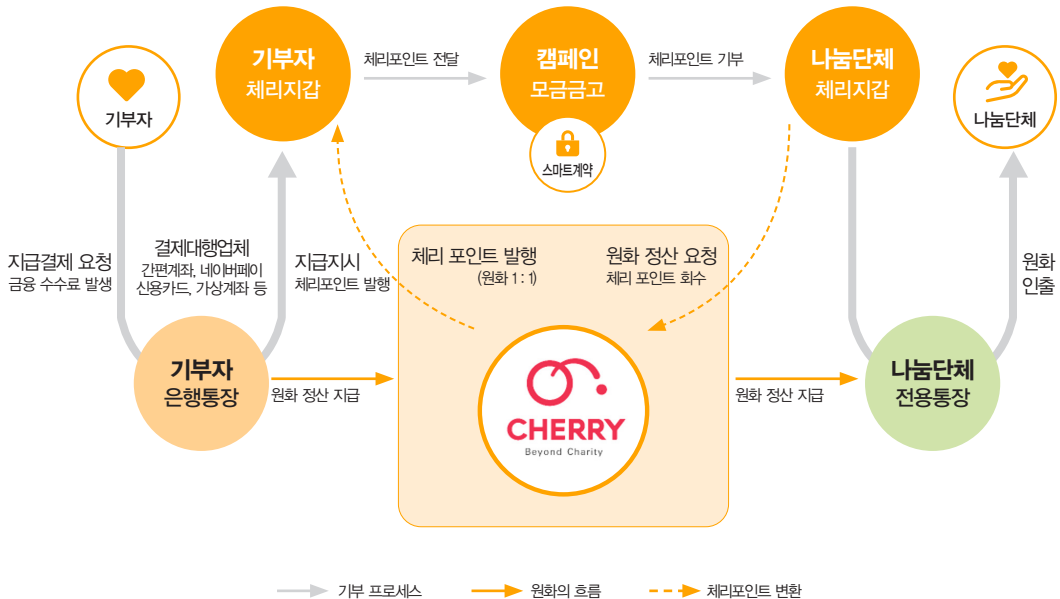 기부자
기부자
체리지갑
체리포인트 전달
캠페인
모금금고
스마트계약
체리포인트 기부
나눔단체
체리지갑
나눔단체
지급결제 요청
금융 수수료 발생
결제대행업체
간편계좌, 네이버페이
신용카드, 가상계좌 등
지급지시
체리포인트 발행
체리 포인트 발행
(원화 1 : 1)
원화 정산 요청
체리 포인트 회수
원화
인출
기부자
은행통장
원화 정산 지급
CHERRY
Beyond Charity
원화 정산 지급
나눔단체
전용통장
기부 프로세스
원화의 흐름
체리포인트 변환